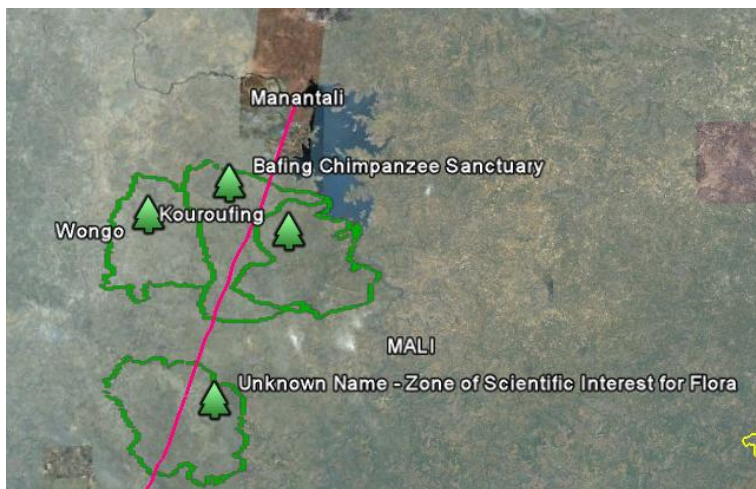 Manantali
Bafing Chimpanzee Sanctuary
Kouroufing
Wongo
MALI
Unknown Name - Zone of Scientific Interest for Flora